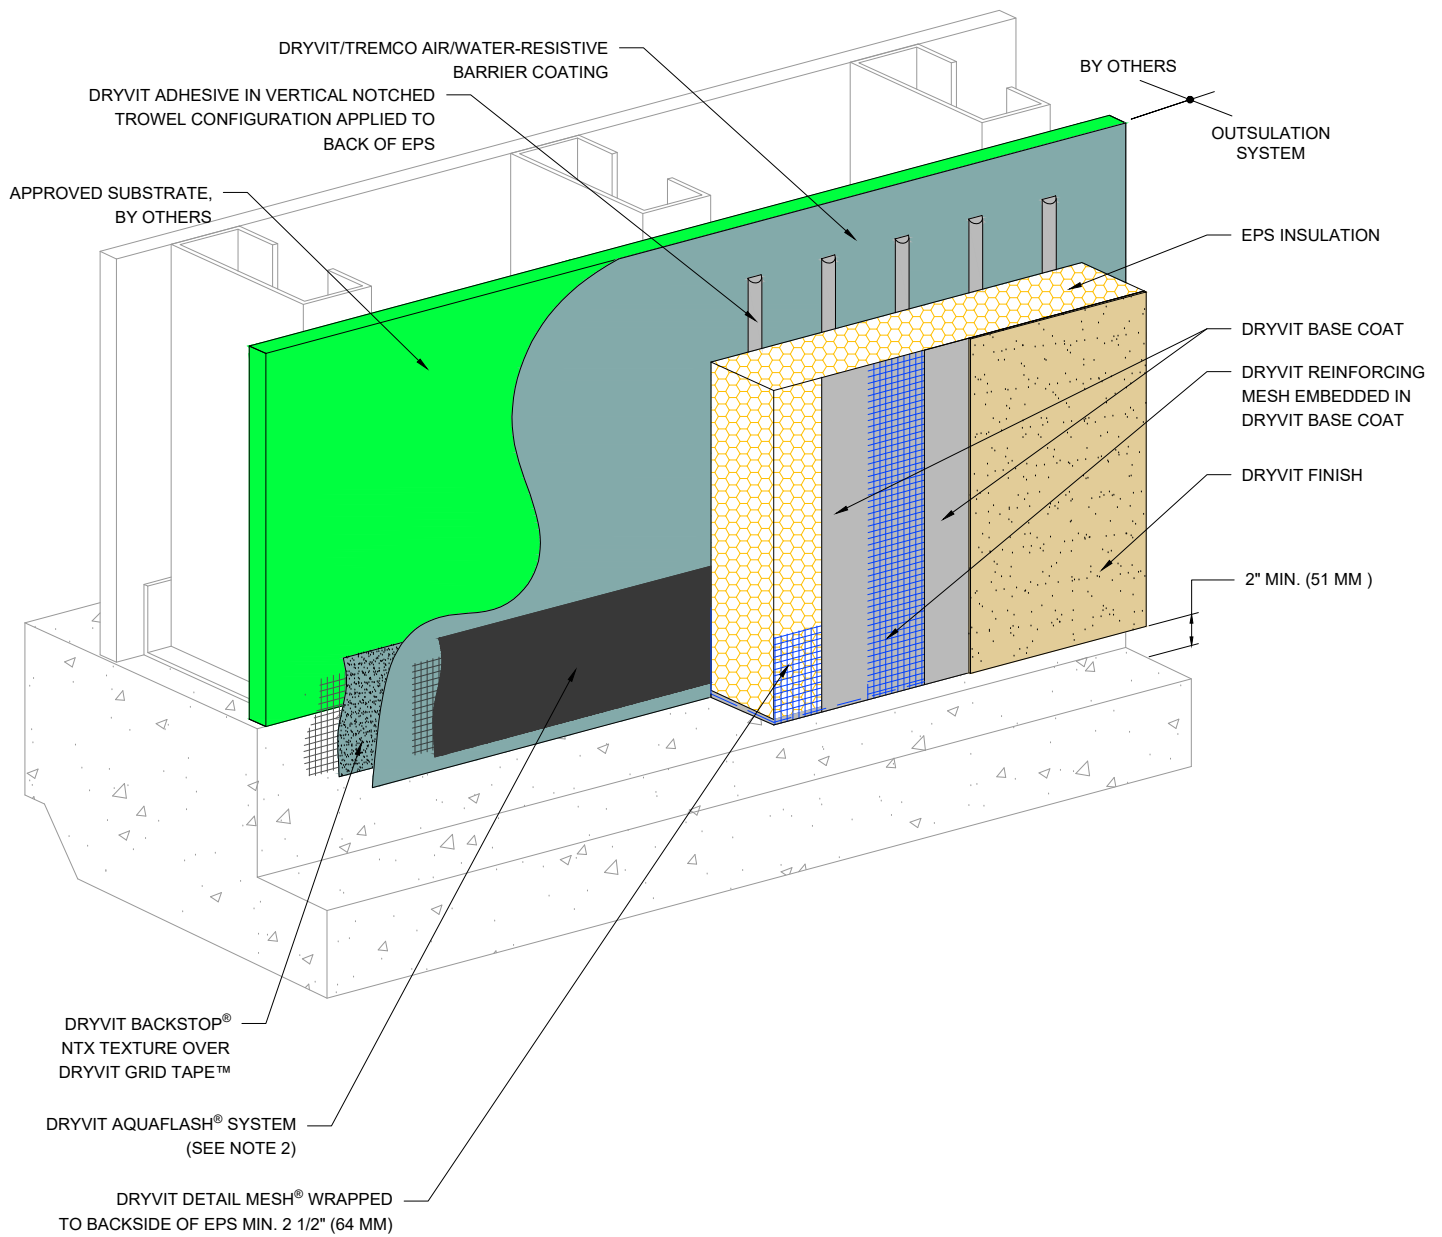 DRYVIT/TREMCO AIR/WATER-RESISTIVE
BARRIER COATING
DRYVIT ADHESIVE IN VERTICAL NOTCHED
TROWEL CONFIGURATION APPLIED TO
BACK OF EPS
APPROVED SUBSTRATE,
BY OTHERS
BY OTHERS
OUTSULATION
SYSTEM
EPS INSULATION
DRYVIT BASE COAT
DRYVIT REINFORCING
MESH EMBEDDED IN
DRYVIT BASE COAT
DRYVIT FINISH
2" MIN. (51 MM )
DRYVIT BACKSTOP®
NTX TEXTURE OVER
DRYVIT GRID TAPE™
DRYVIT AQUAFLASH® SYSTEM
(SEE NOTE 2)
DRYVIT DETAIL MESH® WRAPPED
TO BACKSIDE OF EPS MIN. 2 1/2" (64 MM)